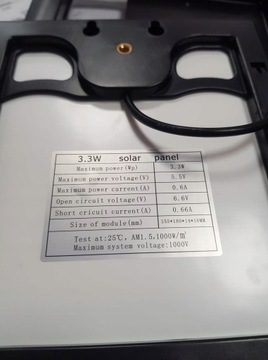 3.3W solar panel
Maximum power(Wp) 3.3W
Maximum power voltage(V) 5.5V
Maximum power current(A) 0.6A
Open circuit voltage(V) 6.6V
Short cricuit current(A) 0.66A
Size of module(mm)
Test at:25℃, AM1.5,1000W/㎡
Maximum system voltage:1000V